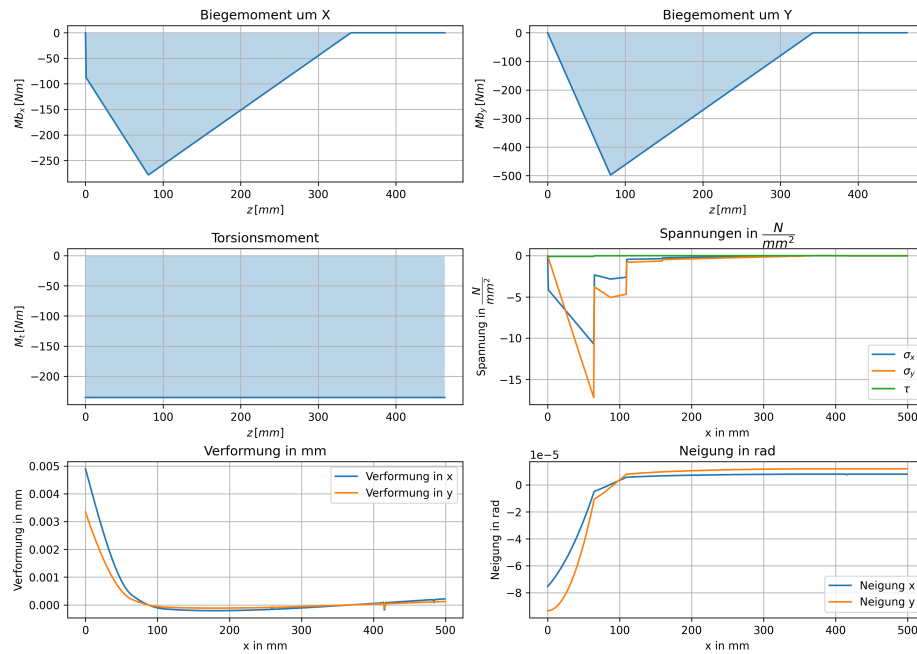 Biegemoment um X
0
−50
−100
−150
−200
−250
Mb_x [Nm]
0 100 200 300 400
z [mm]
Biegemoment um Y
0
−100
−200
−300
−400
−500
Mb_y [Nm]
0 100 200 300 400
z [mm]
Torsionsmoment
0
−50
−100
−150
−200
M_t [Nm]
0 100 200 300 400
z [mm]
Spannungen in N/mm²
0
−5
−10
−15
Spannung in N/mm²
σ_x
σ_y
τ
0 100 200 300 400 500
x in mm
Verformung in mm
0.005
0.004
0.003
0.002
0.001
0.000
Verformung in mm
Verformung in x
Verformung in y
0 100 200 300 400 500
x in mm
Neigung in rad
1e−5
0
−2
−4
−6
−8
Neigung in rad
Neigung x
Neigung y
0 100 200 300 400 500
x in mm